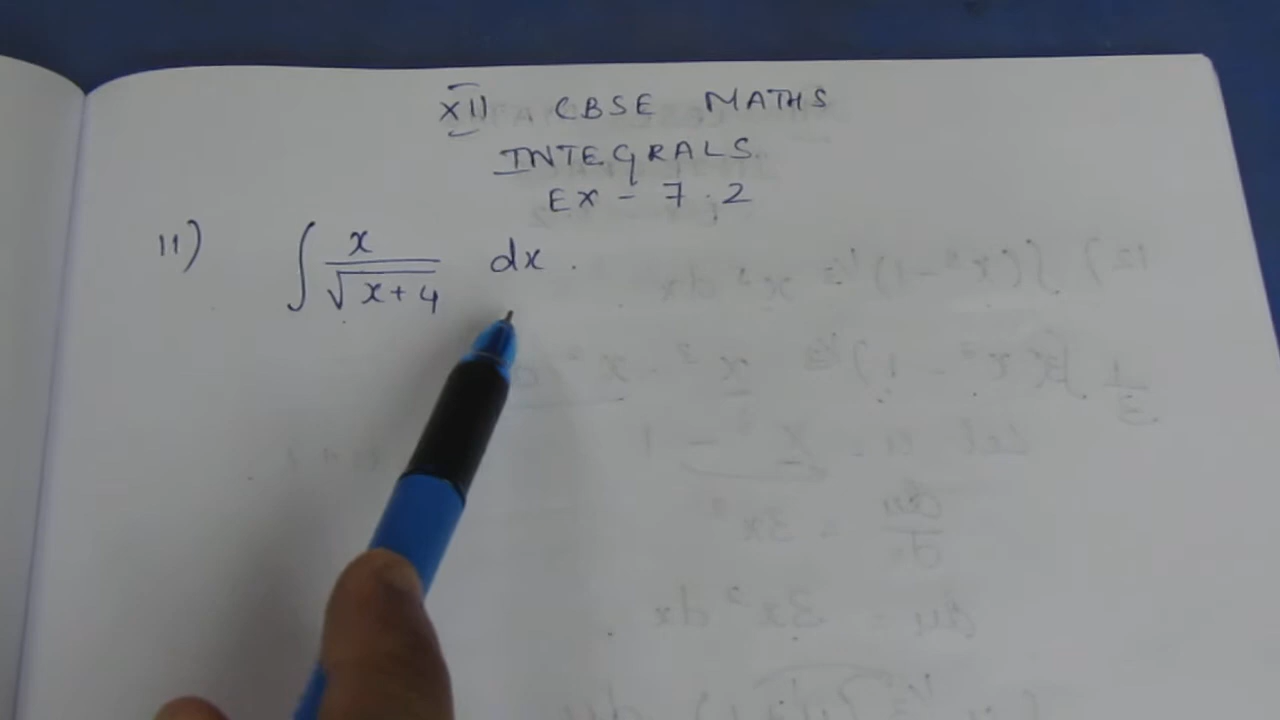 XII CBSE MATHS
INTEGRALS
Ex - 7.2
11) ∫ x/√(x+4) dx.